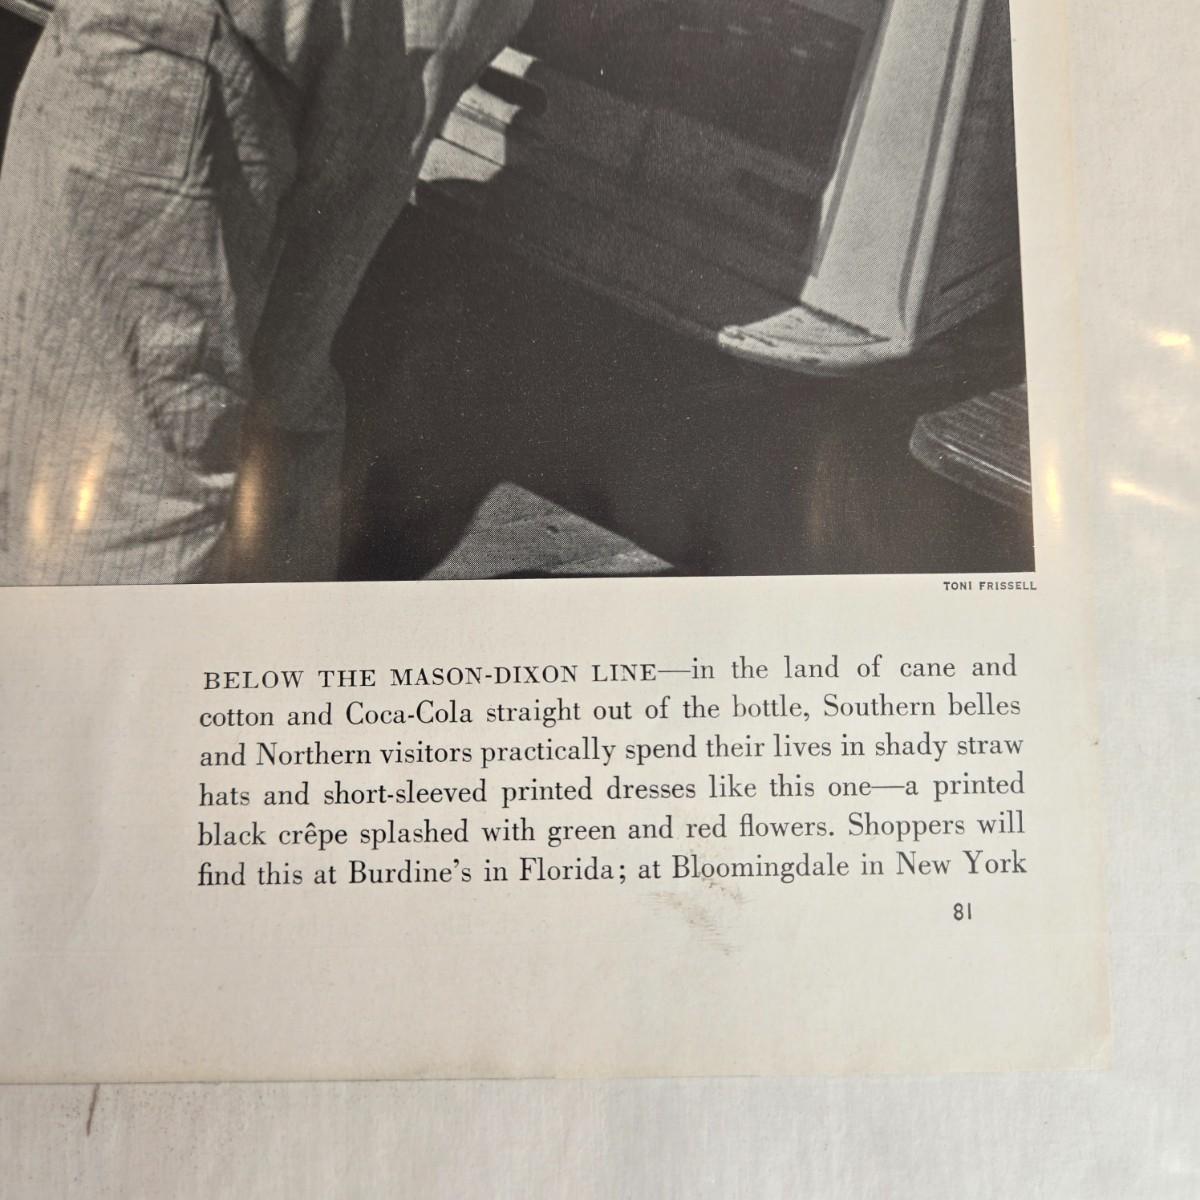 TONI FRISSELL
BELOW THE MASON-DIXON LINE—in the land of cane and
cotton and Coca-Cola straight out of the bottle, Southern belles
and Northern visitors practically spend their lives in shady straw
hats and short-sleeved printed dresses like this one—a printed
black crêpe splashed with green and red flowers. Shoppers will
find this at Burdine's in Florida; at Bloomingdale in New York
81